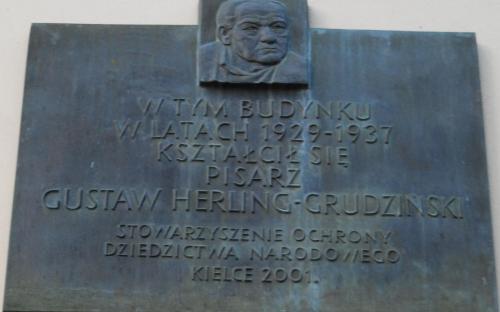 W TYM BUDYNKU
W LATACH 1929-1937
KSZTAŁCIŁ SIĘ
PISARZ
GUSTAW HERLING-GRUDZIŃSKI
STOWARZYSZENIE OCHRONY
DZIEDZICTWA NARODOWEGO
KIELCE 2001.